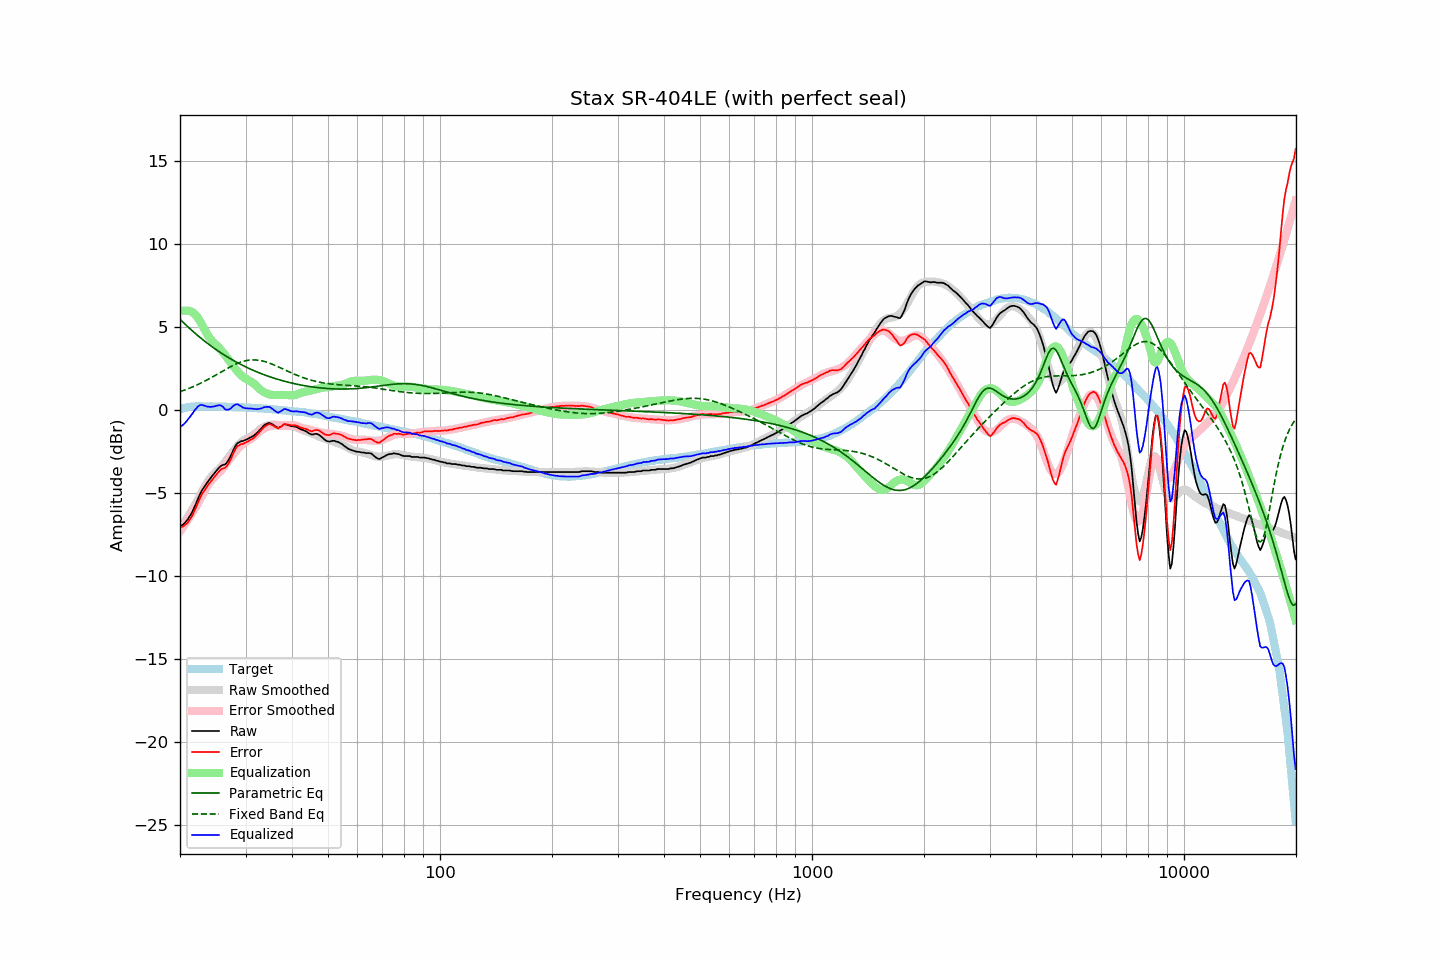 Stax SR-404LE (with perfect seal)
Amplitude (dBr)
15
10
5
0
−5
−10
−15
−20
−25
Target
Raw Smoothed
Error Smoothed
Raw
Error
Equalization
Parametric Eq
Fixed Band Eq
Equalized
100
1000
10000
Frequency (Hz)